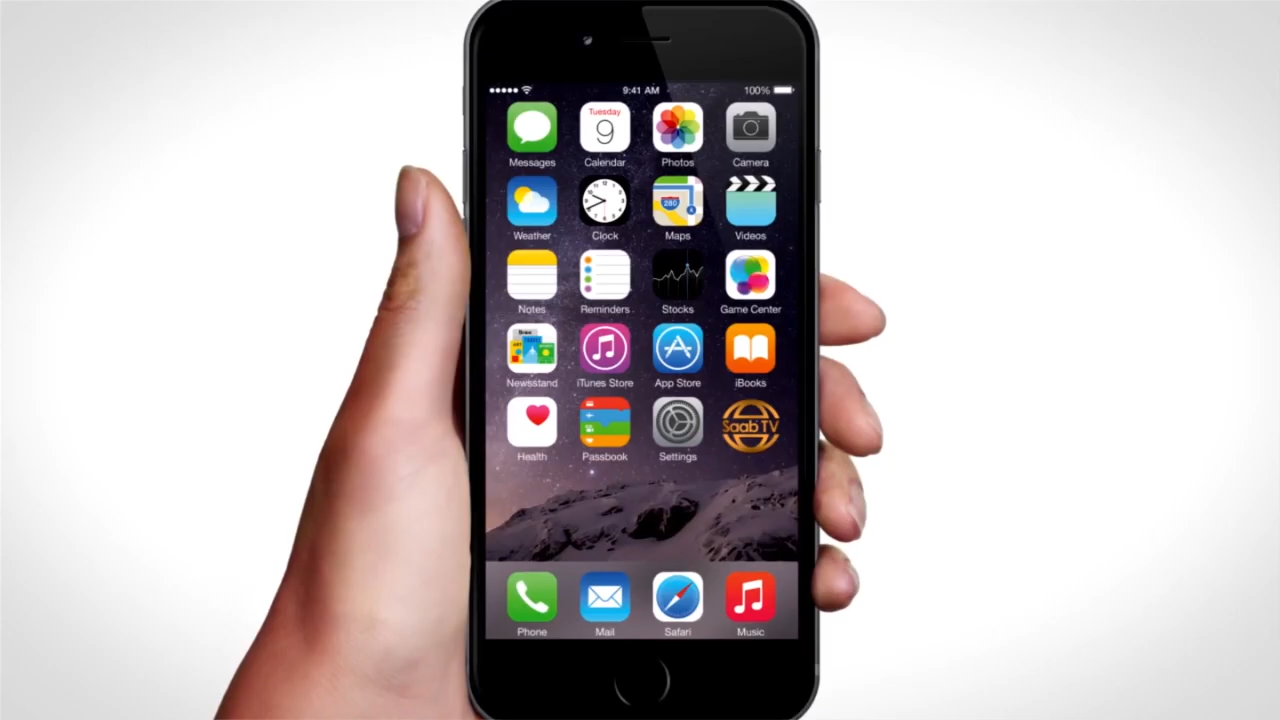 9:41 AM
100%
Tuesday
9
Messages
Calendar
Photos
Camera
280
Weather
Clock
Maps
Videos
Notes
Reminders
Stocks
Game Center
Newsstand
iTunes Store
App Store
iBooks
Saab TV
Health
Passbook
Settings
Phone
Mail
Safari
Music